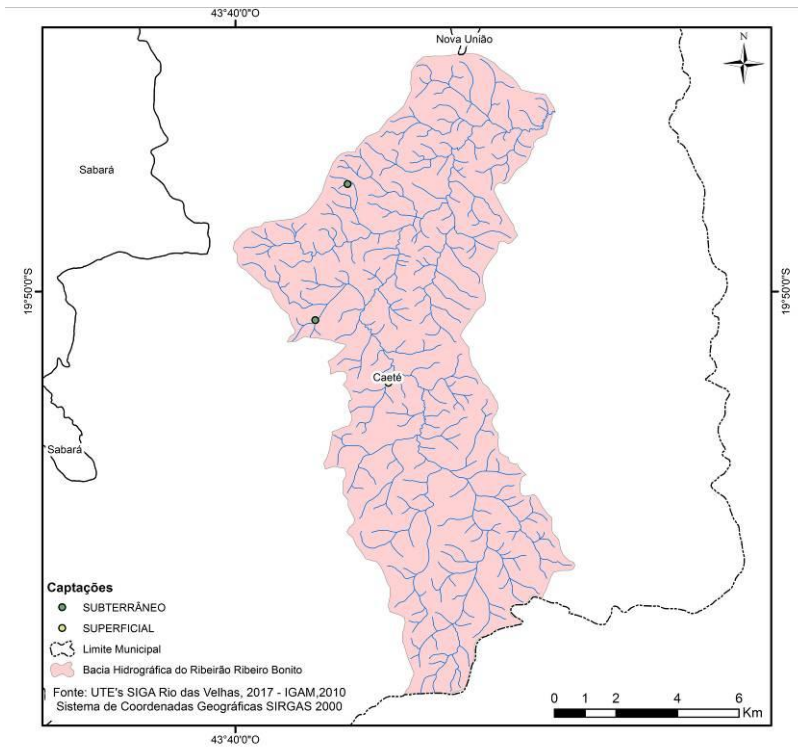 43°40'0"O
Nova União
N
Sabará
19°50'0"S
19°50'0"S
Caeté
Sabará
Captações
SUBTERRÂNEO
SUPERFICIAL
Limite Municipal
Bacia Hidrográfica do Ribeirão Ribeiro Bonito
Fonte: UTE's SIGA Rio das Velhas, 2017 - IGAM,2010
Sistema de Coordenadas Geográficas SIRGAS 2000
0 1 2 4 6
Km
43°40'0"O